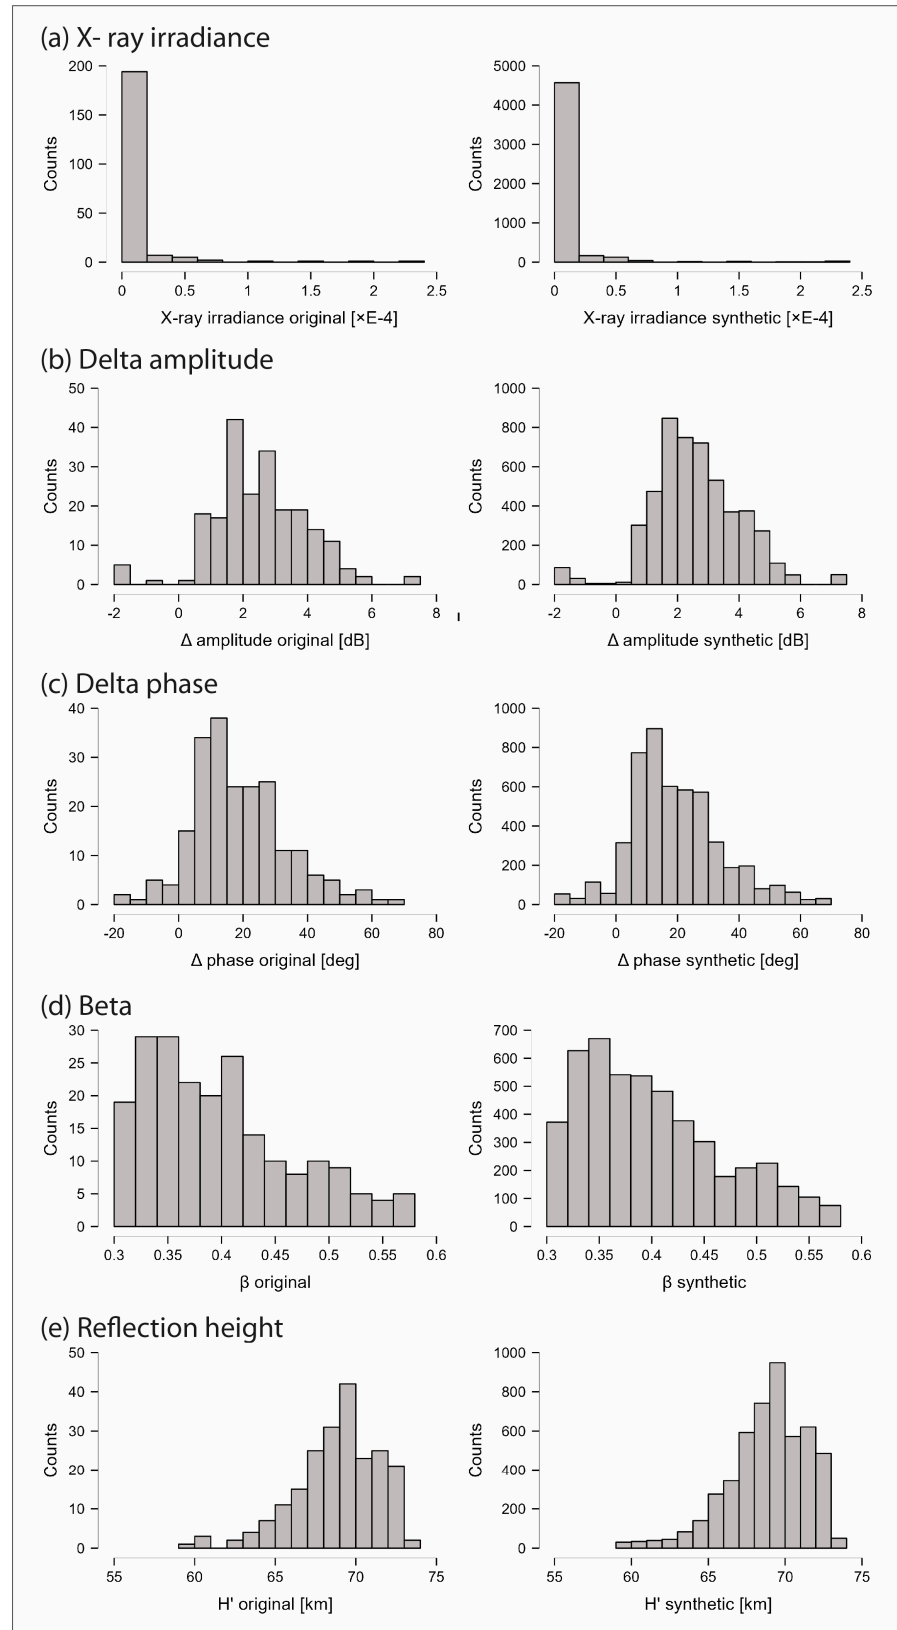 (a) X- ray irradiance
200 5000
150 4000
100 3000
50 2000
0 1000
0
Counts Counts
0 0.5 1 1.5 2 2.5 0 0.5 1 1.5 2 2.5
X-ray irradiance original [×E-4] X-ray irradiance synthetic [×E-4]
(b) Delta amplitude
50 1000
40 800
30 600
20 400
10 200
0 0
Counts Counts
-2 0 2 4 6 8 -2 0 2 4 6 8
Δ amplitude original [dB] Δ amplitude synthetic [dB]
(c) Delta phase
40 1000
30 800
20 600
10 400
0 200
0
Counts Counts
-20 0 20 40 60 80 -20 0 20 40 60 80
Δ phase original [deg] Δ phase synthetic [deg]
(d) Beta
30 700
25 600
20 500
15 400
10 300
5 200
0 100
0
Counts Counts
0.3 0.35 0.4 0.45 0.5 0.55 0.6 0.3 0.35 0.4 0.45 0.5 0.55 0.6
β original β synthetic
(e) Reflection height
50 1000
40 800
30 600
20 400
10 200
0 0
Counts Counts
55 60 65 70 75 55 60 65 70 75
H' original [km] H' synthetic [km]